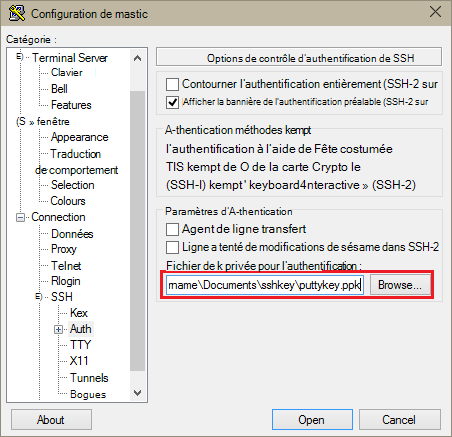 Configuration de mastic
Catégorie :
Terminal Server
Clavier
Bell
Features
(S » fenêtre
Appearance
Traduction
de comportement
Selection
Colours
Connection
Données
Proxy
Telnet
Rlogin
SSH
Kex
Auth
TTY
X11
Tunnels
Bogues
Options de contrôle d'authentification de SSH
Contourner l'authentification entièrement (SSH-2 sur
Afficher la bannière de l'authentification préalable (SSH-2 sur
A-thentication méthodes kempt
l'authentification à l'aide de Fête costumée
TIS kempt de O de la carte Crypto le
(SSH-I) kempt' keyboard4nteractive » (SSH-2)
Paramètres d'A-thentication
Agent de ligne transfert
Ligne a tenté de modifications de sésame dans SSH-2
Fichier de k privée pour l'authentification :
mame\Documents\sshkey\puttykey.ppk
Browse...
About
Open
Cancel